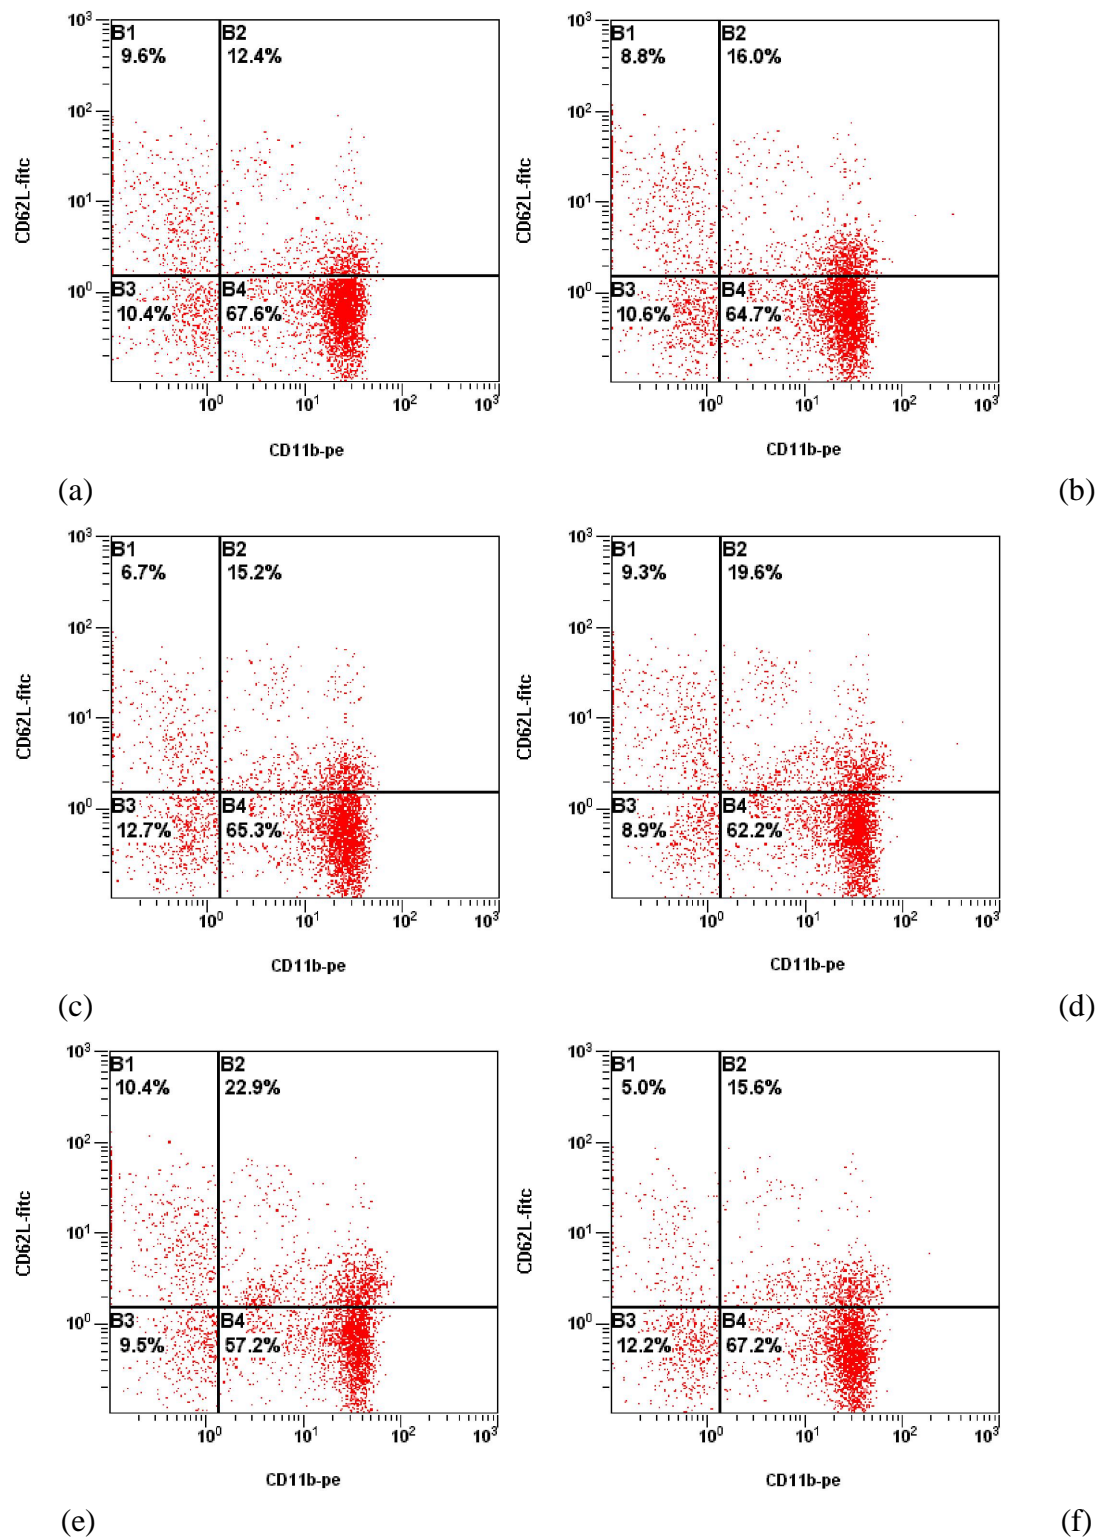 10³
B1
9.6%
B2
12.4%
10²
CD62L-fitc
10¹
10⁰
B3
10.4%
B4
67.6%
10⁰ 10¹ 10² 10³
CD11b-pe
(a)
10³
B1
8.8%
B2
16.0%
10²
CD62L-fitc
10¹
10⁰
B3
10.6%
B4
64.7%
10⁰ 10¹ 10² 10³
CD11b-pe
(b)
10³
B1
6.7%
B2
15.2%
10²
CD62L-fitc
10¹
10⁰
B3
12.7%
B4
65.3%
10⁰ 10¹ 10² 10³
CD11b-pe
(c)
10³
B1
9.3%
B2
19.6%
10²
CD62L-fitc
10¹
10⁰
B3
8.9%
B4
62.2%
10⁰ 10¹ 10² 10³
CD11b-pe
(d)
10³
B1
10.4%
B2
22.9%
10²
CD62L-fitc
10¹
10⁰
B3
9.5%
B4
57.2%
10⁰ 10¹ 10² 10³
CD11b-pe
(e)
10³
B1
5.0%
B2
15.6%
10²
CD62L-fitc
10¹
10⁰
B3
12.2%
B4
67.2%
10⁰ 10¹ 10² 10³
CD11b-pe
(f)